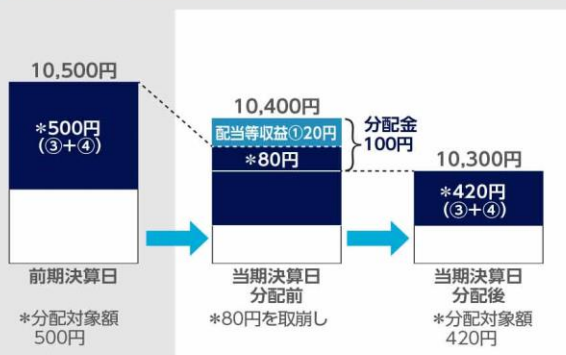 10,500円
*500円
(③+④)
前期決算日
*分配対象額
500円
10,400円
配当等収益①20円
*80円
分配金
100円
当期決算日
分配前
*80円を取崩し
10,300円
*420円
(③+④)
当期決算日
分配後
*分配対象額
420円